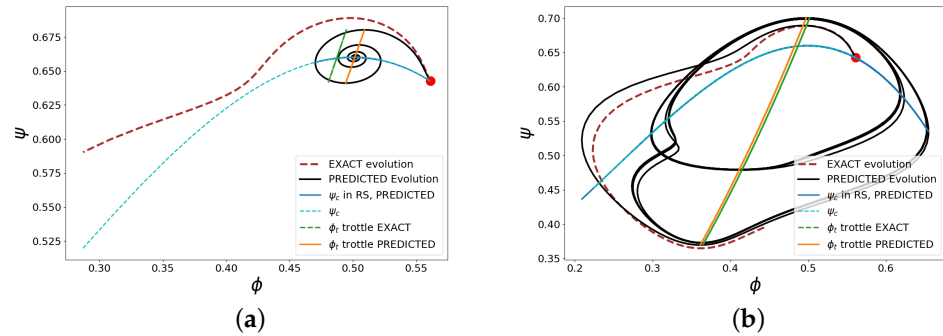 0.675
0.650
0.625
0.600
0.575
0.550
0.525
ψ
0.30
0.35
0.40
0.45
0.50
0.55
ϕ
EXACT evolution
PREDICTED Evolution
ψc in RS, PREDICTED
ψc
ϕt trottle EXACT
ϕt trottle PREDICTED
(a)
0.70
0.65
0.60
0.55
0.50
0.45
0.40
0.35
ψ
0.2
0.3
0.4
0.5
0.6
ϕ
EXACT evolution
PREDICTED Evolution
ψc in RS, PREDICTED
ψc
ϕt trottle EXACT
ϕt trottle PREDICTED
(b)